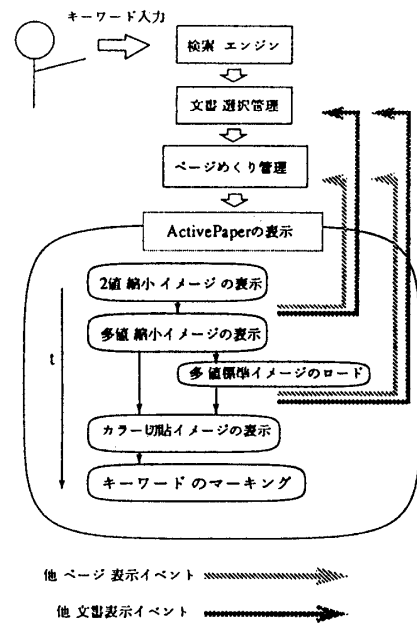 キーワード入力
検索 エンジン
文書 選択管理
ページめくり管理
ActivePaperの表示
2値 縮小 イメージ の表示
多値 縮小イメージの表示
t
多 値標準イメージのロード
カラー切貼イメージの表示
キーワード のマーキング
他 ページ 表示イベント
他 文書表示イベント